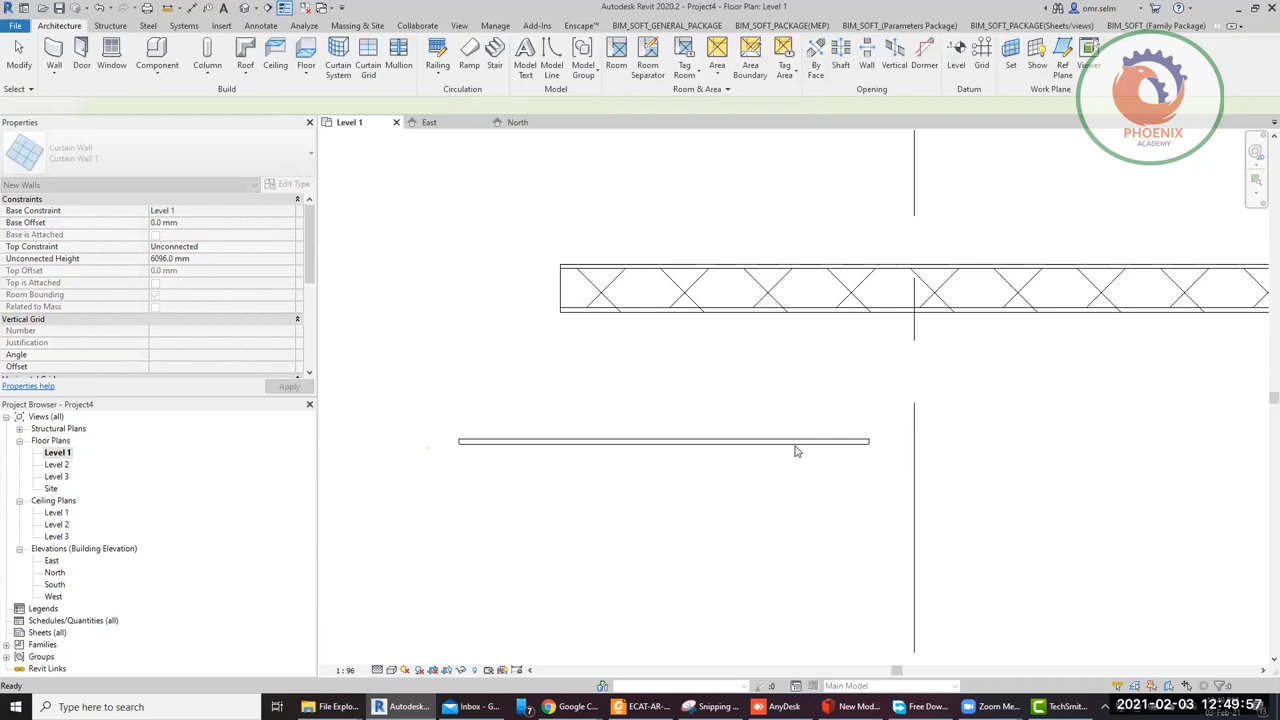 Autodesk Revit 2020.2 - Project4 - Floor Plan: Level 1
omr.selm
File Architecture Structure Steel Systems Insert Annotate Analyze Massing & Site Collaborate View Manage Add-Ins Enscape™ BIM_SOFT_GENERAL_PACKAGE BIM_SOFT_PACKAGE(MEP) BIM_SOFT (Parameters Package) BIM_SOFT_PACKAGE(Sheets/views) BIM_SOFT (Family Package)
Modify Wall Door Window Component Column Roof Ceiling Floor Curtain System Curtain Grid Mullion Railing Ramp Stair Model Text Model Line Model Group Room Room Separator Tag Room Area Area Boundary Tag Area By Face Shaft Wall Vertical Dormer Level Grid Set Show Ref Plane Viewer
Select Build Circulation Model Room & Area Opening Datum Work Plane
PHOENIX
ACADEMY
Properties
Level 1 East North
Curtain Wall
Curtain Wall 1
New Walls Edit Type
Constraints
Base Constraint Level 1
Base Offset 0.0 mm
Base is Attached
Top Constraint Unconnected
Unconnected Height 6096.0 mm
Top Offset 0.0 mm
Top is Attached
Room Bounding
Related to Mass
Vertical Grid
Number
Justification
Angle
Offset
Properties help Apply
Project Browser - Project4
Views (all)
Structural Plans
Floor Plans
Level 1
Level 2
Level 3
Site
Ceiling Plans
Level 1
Level 2
Level 3
Elevations (Building Elevation)
East
North
South
West
Legends
Schedules/Quantities (all)
Sheets (all)
Families
Groups
Revit Links
1 : 96
Ready :0 Main Model :0
Type here to search File Explo... Autodesk... Inbox - G... Google C... ECAT-AR-... Snipping ... AnyDesk New Mod... Free Dow... Zoom Me... TechSmit...
2021-02-03 12:49:57